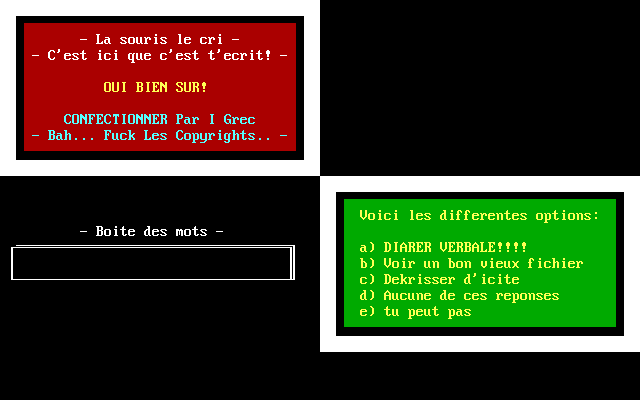 - La souris le cri -
- C'est ici que c'est t'ecrit! -
OUI BIEN SUR!
CONFECTIONNER Par I Grec
- Bah... Fuck Les Copyrights.. -
- Boite des mots -
Voici les differentes options:
a) DIARER VERBALE!!!!
b) Voir un bon vieux fichier
c) Dekrisser d'icite
d) Aucune de ces reponses
e) tu peut pas